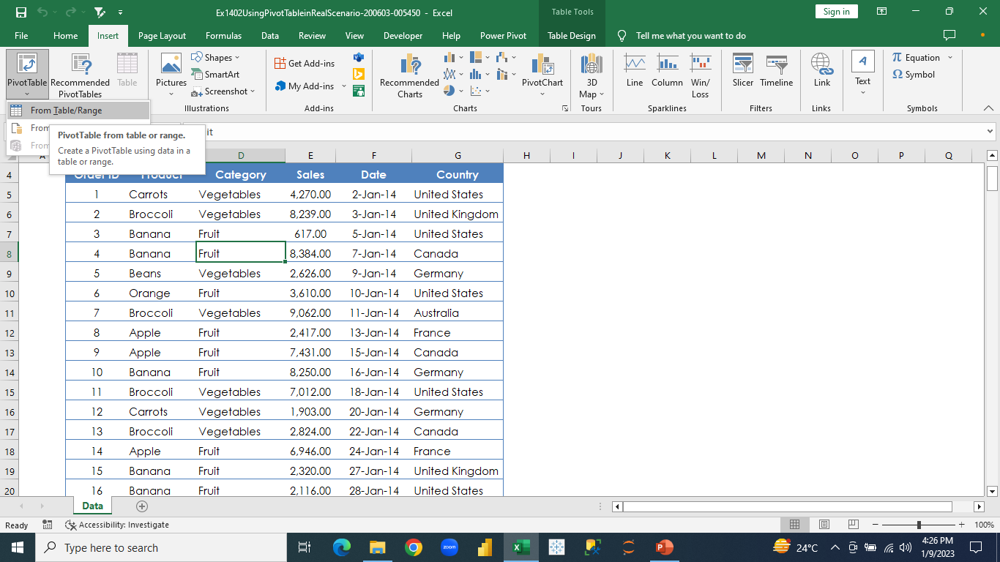 Ex1402UsingPivotTableinRealScenario-200603-005450 - Excel
Table Tools
Sign in
File Home Insert Page Layout Formulas Data Review View Developer Help Power Pivot Table Design Tell me what you want to do
PivotTable
Recommended PivotTables
Table
Pictures
Shapes
SmartArt
Screenshot
Illustrations
Get Add-ins
My Add-ins
Add-ins
Recommended Charts
PivotChart
Charts
3D Map
Tours
Line Column Win/ Loss
Sparklines
Slicer Timeline
Filters
Link
Links
Text
Equation
Symbol
Symbols
From Table/Range
From
From
PivotTable from table or range.
Create a PivotTable using data in a
table or range.
D E F G H I J K L M N O P Q
4 Order ID Product Category Sales Date Country
5 1 Carrots Vegetables 4,270.00 2-Jan-14 United States
6 2 Broccoli Vegetables 8,239.00 3-Jan-14 United Kingdom
7 3 Banana Fruit 617.00 5-Jan-14 United States
8 4 Banana Fruit 8,384.00 7-Jan-14 Canada
9 5 Beans Vegetables 2,626.00 9-Jan-14 Germany
10 6 Orange Fruit 3,610.00 10-Jan-14 United States
11 7 Broccoli Vegetables 9,062.00 11-Jan-14 Australia
12 8 Apple Fruit 2,417.00 13-Jan-14 France
13 9 Apple Fruit 7,431.00 15-Jan-14 Canada
14 10 Banana Fruit 8,250.00 16-Jan-14 Germany
15 11 Broccoli Vegetables 7,012.00 18-Jan-14 United States
16 12 Carrots Vegetables 1,903.00 20-Jan-14 Germany
17 13 Broccoli Vegetables 2,824.00 22-Jan-14 Canada
18 14 Apple Fruit 6,946.00 24-Jan-14 France
19 15 Banana Fruit 2,320.00 27-Jan-14 United Kingdom
20 16 Banana Fruit 2,116.00 28-Jan-14 United States
Data
Ready
Accessibility: Investigate
100%
Type here to search
zoom
24°C
4:26 PM
1/9/2023